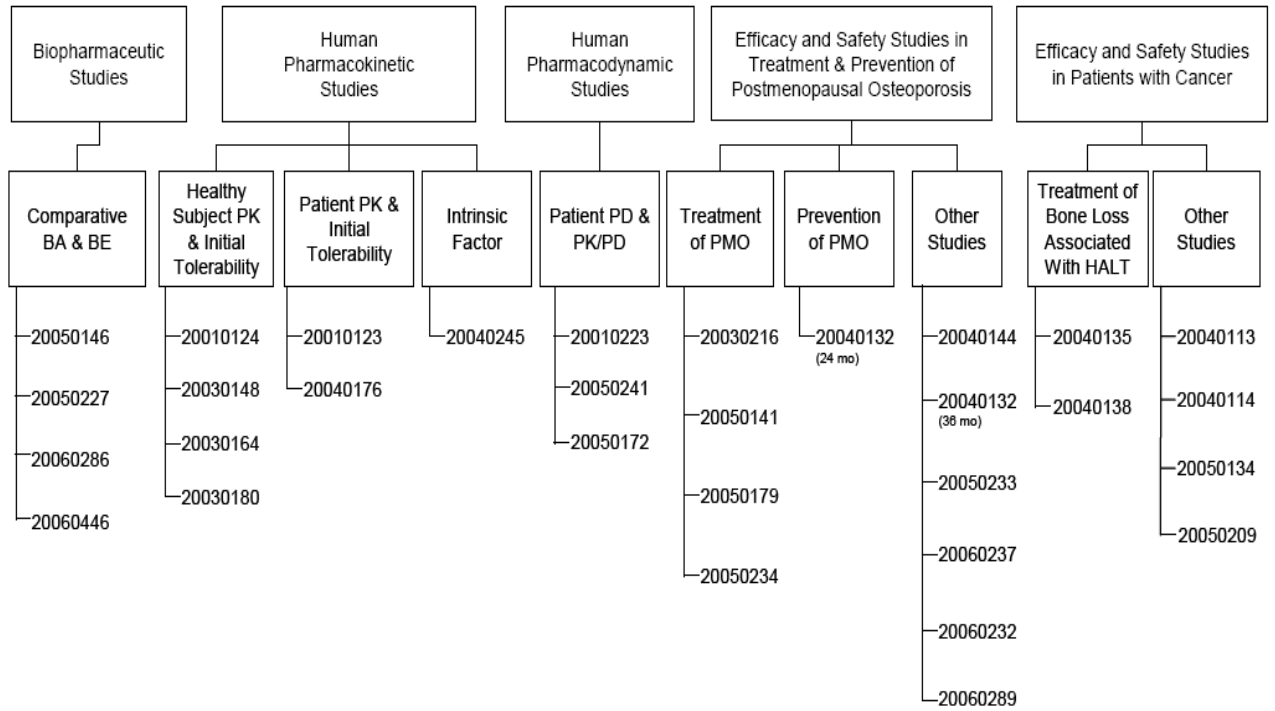 Biopharmaceutic
Studies
Human
Pharmacokinetic
Studies
Human
Pharmacodynamic
Studies
Efficacy and Safety Studies in
Treatment & Prevention of
Postmenopausal Osteoporosis
Efficacy and Safety Studies
in Patients with Cancer
Comparative
BA & BE
Healthy
Subject PK
& Initial
Tolerability
Patient PK &
Initial
Tolerability
Intrinsic
Factor
Patient PD &
PK/PD
Treatment
of PMO
Prevention
of PMO
Other
Studies
Treatment of
Bone Loss
Associated
With HALT
Other
Studies
20050146
20050227
20060286
20060446
20010124
20030148
20030164
20030180
20010123
20040176
20040245
20010223
20050241
20050172
20030216
20050141
20050179
20050234
20040132
(24 mo)
20040144
20040132
(36 mo)
20050233
20060237
20060232
20060289
20040135
20040138
20040113
20040114
20050134
20050209